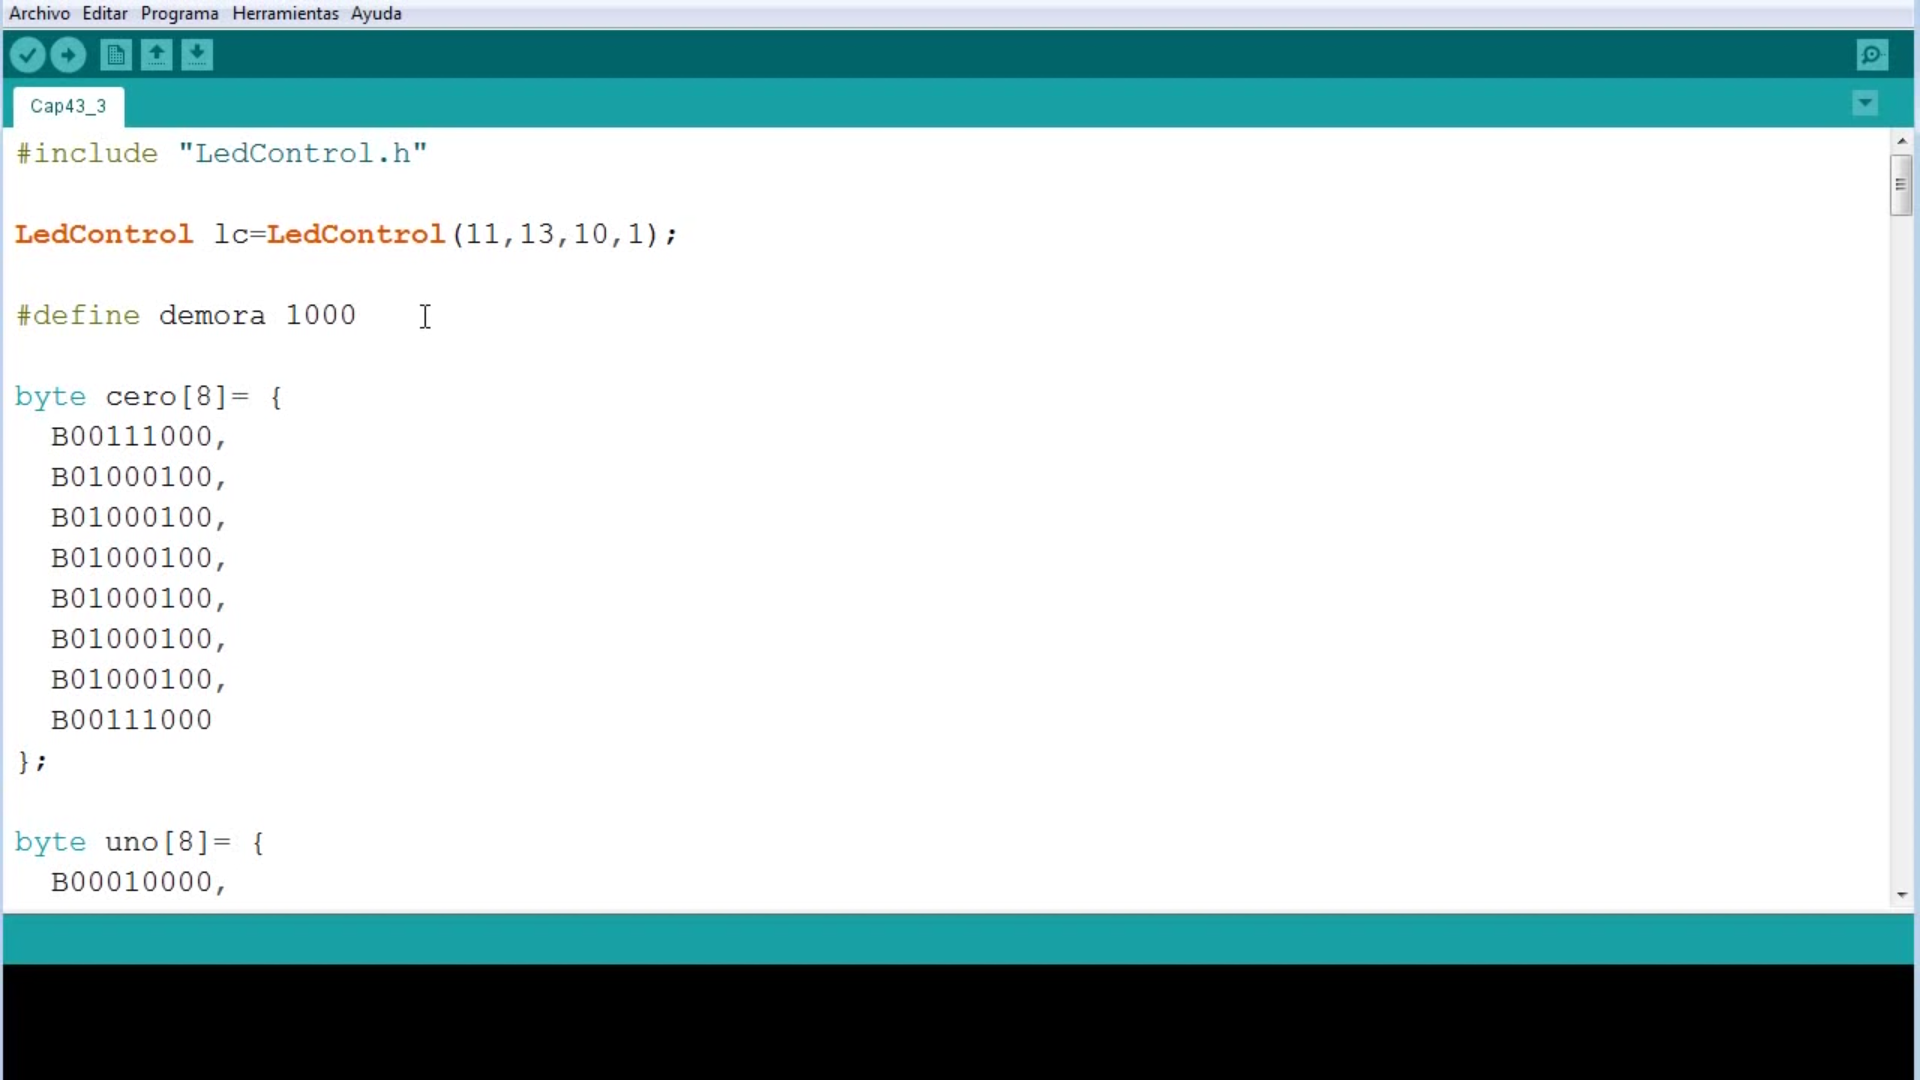 Archivo Editar Programa Herramientas Ayuda
Cap43_3
#include "LedControl.h"
LedControl lc=LedControl(11,13,10,1);
#define demora 1000
byte cero[8]= {
B00111000,
B01000100,
B01000100,
B01000100,
B01000100,
B01000100,
B01000100,
B00111000
};
byte uno[8]= {
B00010000,